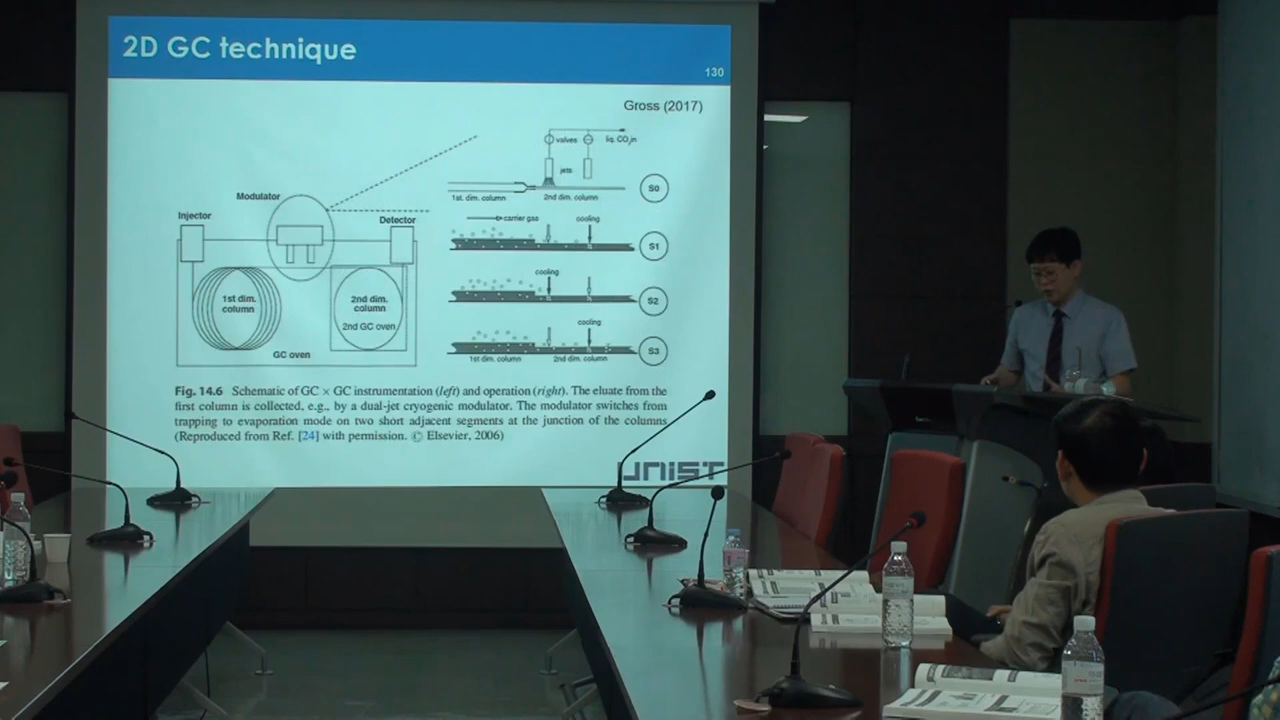 2D GC technique
130
Gross (2017)
valves
liq. CO2 in
jets
1st. dim. column
2nd dim. column
S0
Modulator
Injector
Detector
carrier gas
cooling
S1
cooling
S2
1st dim.
column
2nd dim.
column
2nd GC oven
cooling
S3
1st dim. column
2nd dim. column
GC oven
Fig. 14.6 Schematic of GC × GC instrumentation (left) and operation (right). The eluate from the
first column is collected, e.g., by a dual-jet cryogenic modulator. The modulator switches from
trapping to evaporation mode on two short adjacent segments at the junction of the columns
(Reproduced from Ref. [24] with permission. © Elsevier, 2006)
UNIST